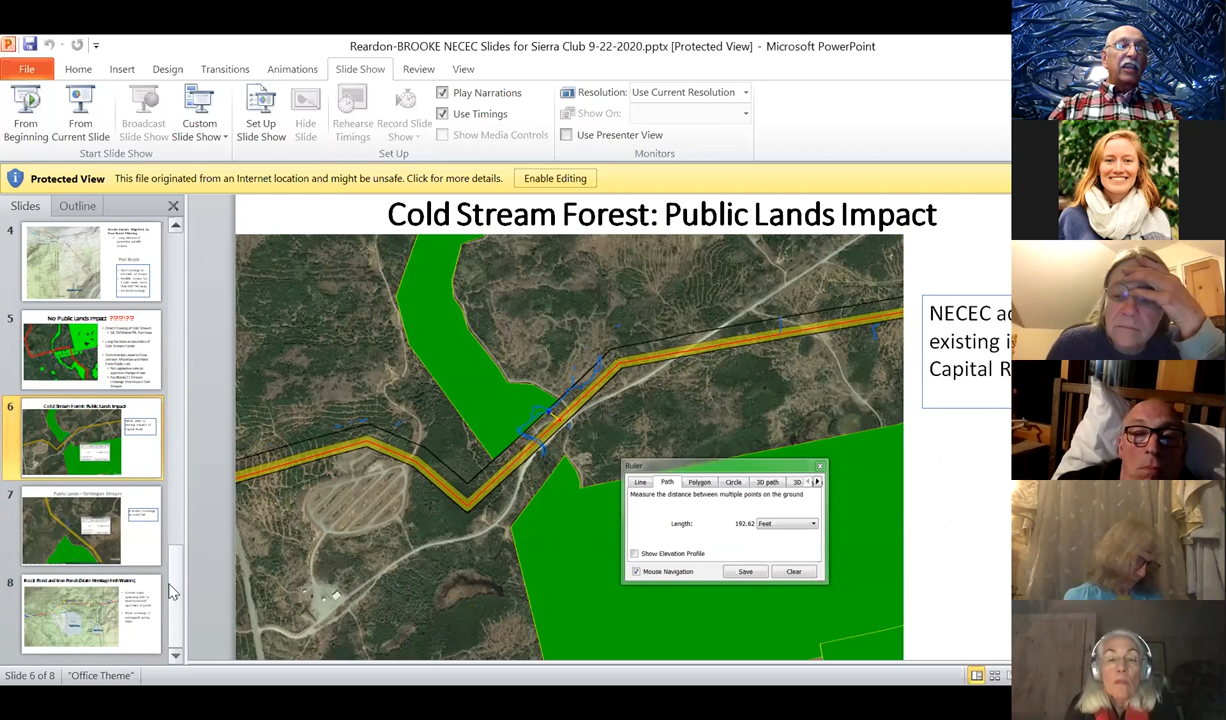 Reardon-BROOKE NECEC Slides for Sierra Club 9-22-2020.pptx [Protected View] - Microsoft PowerPoint
File Home Insert Design Transitions Animations Slide Show Review View
From Beginning
From Current Slide
Broadcast Slide Show
Custom Slide Show
Start Slide Show
Set Up Slide Show
Hide Slide
Rehearse Timings
Record Slide Show
Play Narrations
Use Timings
Show Media Controls
Set Up
Resolution: Use Current Resolution
Show On:
Use Presenter View
Monitors
Protected View This file originated from an Internet location and might be unsafe. Click for more details. Enable Editing
Slides Outline
4
5
No Public Lands Impact ?!?!?!?
6
Cold Stream Forest: Public Lands Impact
7
8
Cold Stream Forest: Public Lands Impact
NECEC ad
existing i
Capital R
Ruler
Line Path Polygon Circle 3D path 3D
Measure the distance between multiple points on the ground
Length: 192.62 Feet
Show Elevation Profile
Mouse Navigation Save Clear
Slide 6 of 8 "Office Theme"